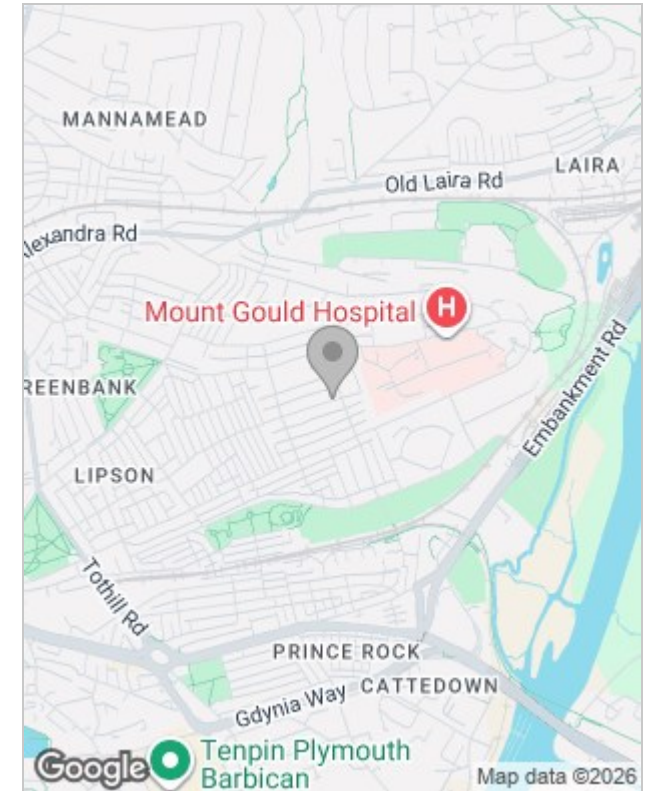 MANNAMEAD
LAIRA
Old Laira Rd
lexandra Rd
Mount Gould Hospital
H
REENBANK
Embankment Rd
LIPSON
Tothill Rd
PRINCE ROCK
Gdynia Way
CATTEDOWN
Tenpin Plymouth
Barbican
Google
Map data ©2026